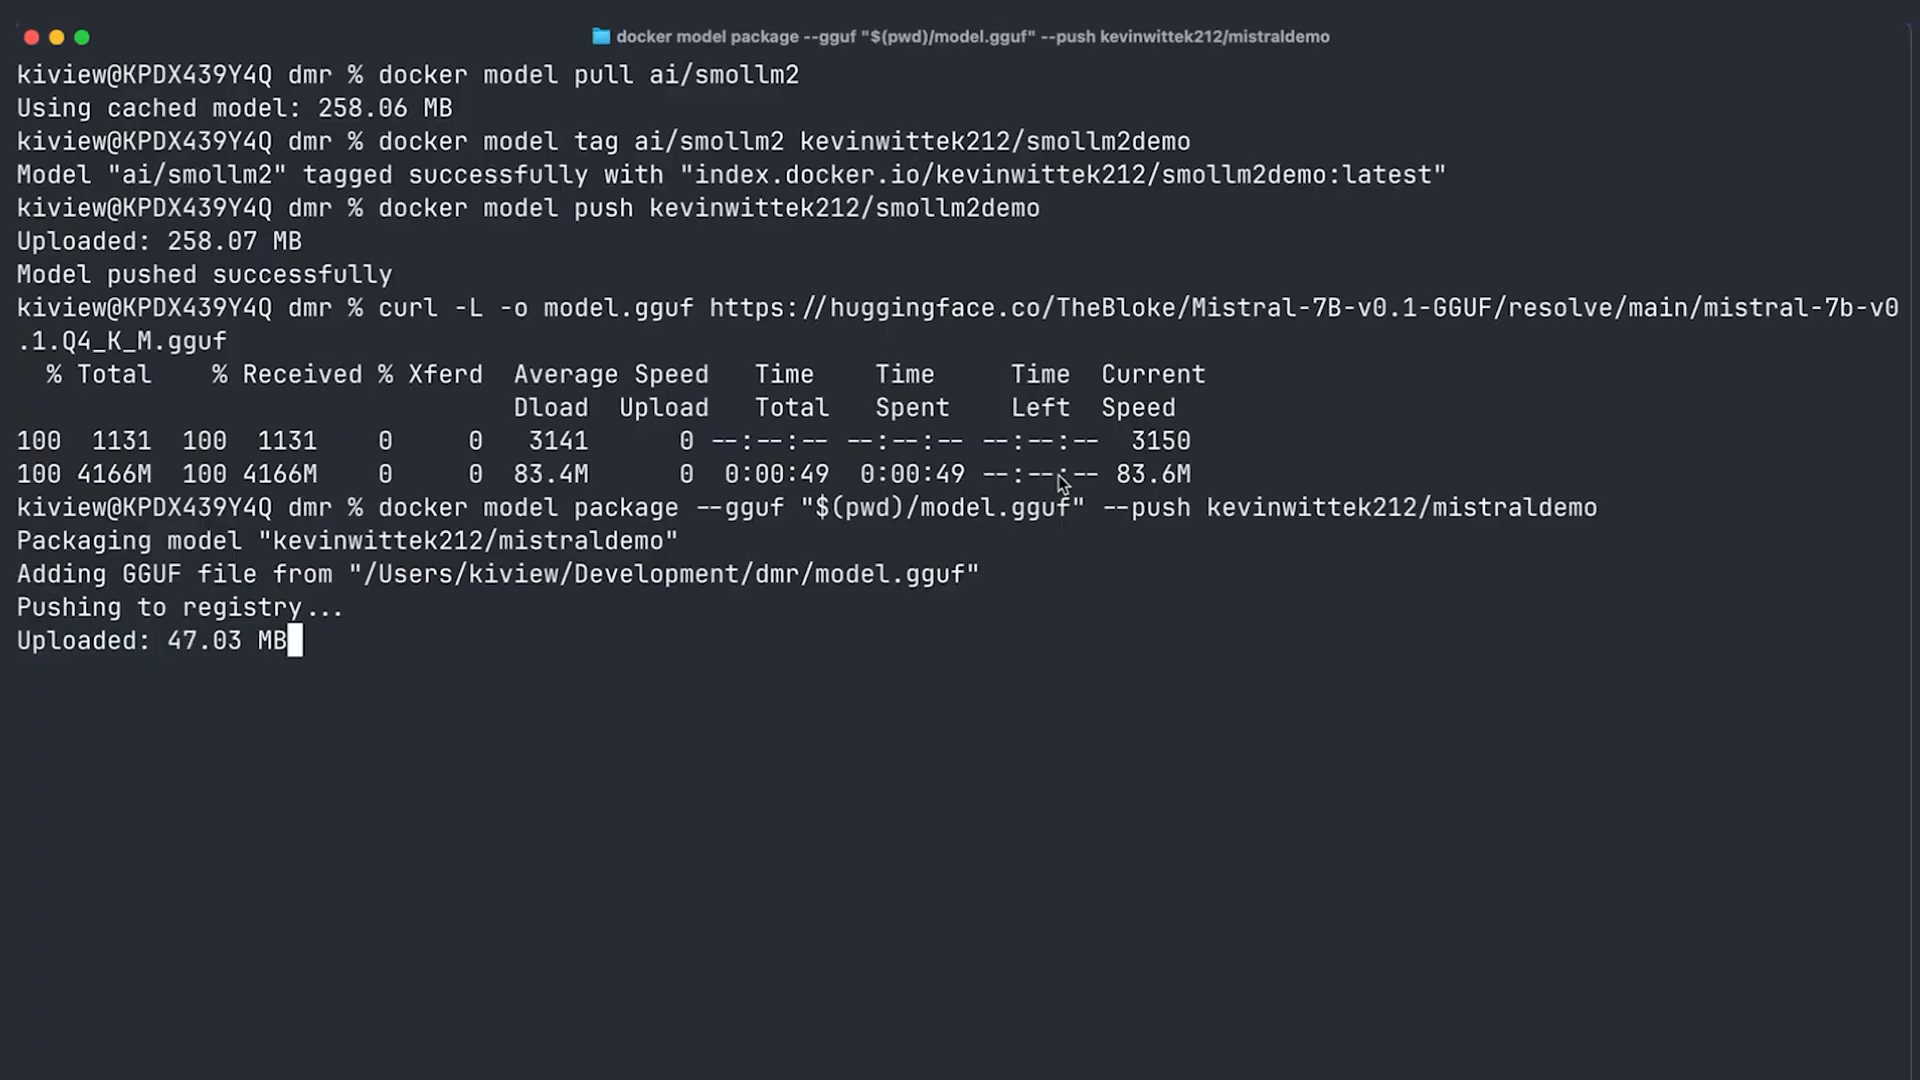 docker model package --gguf "$(pwd)/model.gguf" --push kevinwittek212/mistraldemo
kiview@KPDX439Y4Q dmr % docker model pull ai/smollm2
Using cached model: 258.06 MB
kiview@KPDX439Y4Q dmr % docker model tag ai/smollm2 kevinwittek212/smollm2demo
Model "ai/smollm2" tagged successfully with "index.docker.io/kevinwittek212/smollm2demo:latest"
kiview@KPDX439Y4Q dmr % docker model push kevinwittek212/smollm2demo
Uploaded: 258.07 MB
Model pushed successfully
kiview@KPDX439Y4Q dmr % curl -L -o model.gguf https://huggingface.co/TheBloke/Mistral-7B-v0.1-GGUF/resolve/main/mistral-7b-v0
.1.Q4_K_M.gguf
  % Total    % Received % Xferd  Average Speed   Time    Time     Time  Current
                                 Dload  Upload   Total   Spent    Left  Speed
100  1131  100  1131    0     0   3141      0 --:--:-- --:--:-- --:--:--  3150
100 4166M  100 4166M    0     0  83.4M      0  0:00:49  0:00:49 --:--:-- 83.6M
kiview@KPDX439Y4Q dmr % docker model package --gguf "$(pwd)/model.gguf" --push kevinwittek212/mistraldemo
Packaging model "kevinwittek212/mistraldemo"
Adding GGUF file from "/Users/kiview/Development/dmr/model.gguf"
Pushing to registry...
Uploaded: 47.03 MB